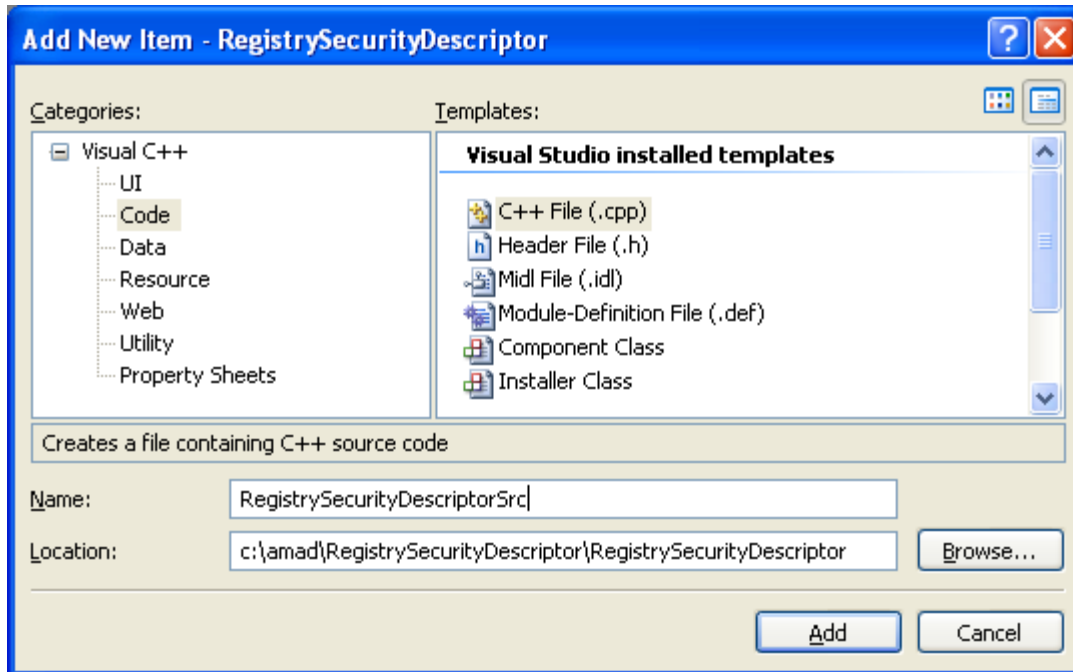 Add New Item - RegistrySecurityDescriptor
Categories:
Templates:
Visual C++
UI
Code
Data
Resource
Web
Utility
Property Sheets
Visual Studio installed templates
C++ File (.cpp)
Header File (.h)
Midl File (.idl)
Module-Definition File (.def)
Component Class
Installer Class
Creates a file containing C++ source code
Name:
RegistrySecurityDescriptorSrc
Location:
c:\amad\RegistrySecurityDescriptor\RegistrySecurityDescriptor
Browse...
Add
Cancel